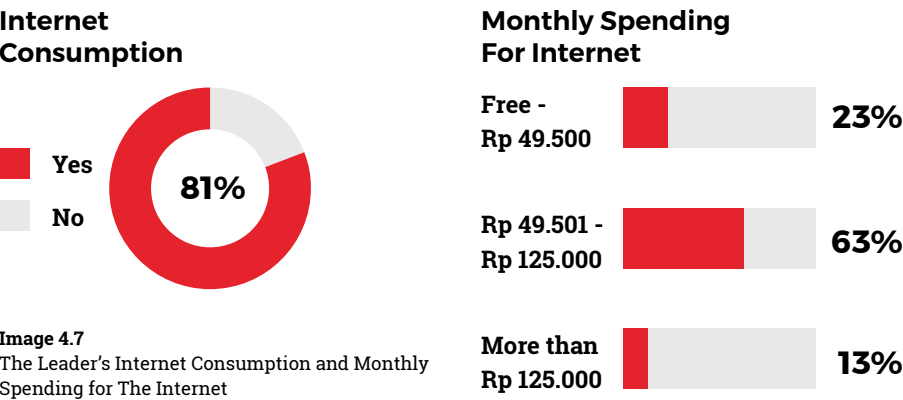 Internet
Consumption
Yes
No
81%
Image 4.7
The Leader's Internet Consumption and Monthly
Spending for The Internet
Monthly Spending
For Internet
Free -
Rp 49.500
23%
Rp 49.501 -
Rp 125.000
63%
More than
Rp 125.000
13%